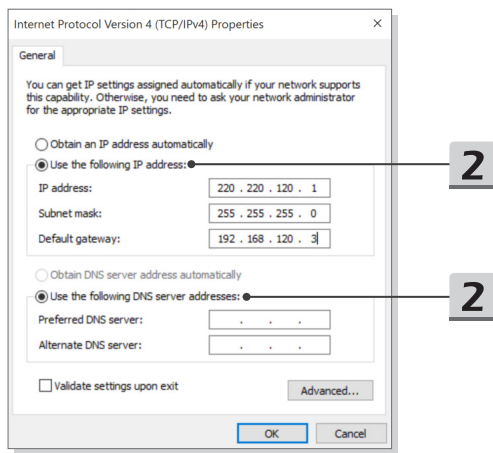 Internet Protocol Version 4 (TCP/IPv4) Properties
General
You can get IP settings assigned automatically if your network supports
this capability. Otherwise, you need to ask your network administrator
for the appropriate IP settings.
Obtain an IP address automatically
Use the following IP address:
2
IP address: 220 . 220 . 120 . 1
Subnet mask: 255 . 255 . 255 . 0
Default gateway: 192 . 168 . 120 . 3
Obtain DNS server address automatically
Use the following DNS server addresses:
2
Preferred DNS server: . . .
Alternate DNS server: . . .
Validate settings upon exit
Advanced...
OK Cancel